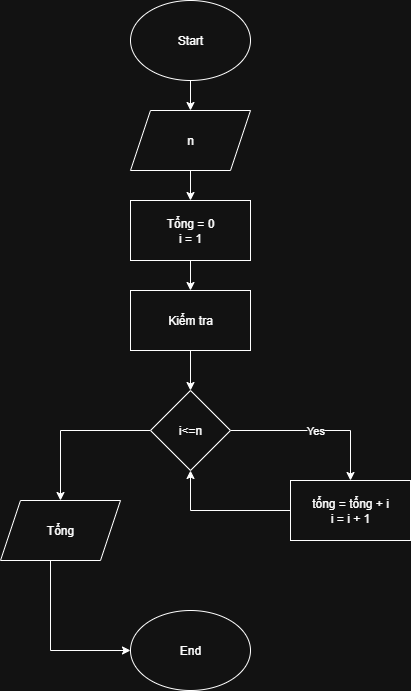 Start
n
Tổng = 0
i = 1
Kiểm tra
i<=n
Yes
tổng = tổng + i
i = i + 1
Tổng
End